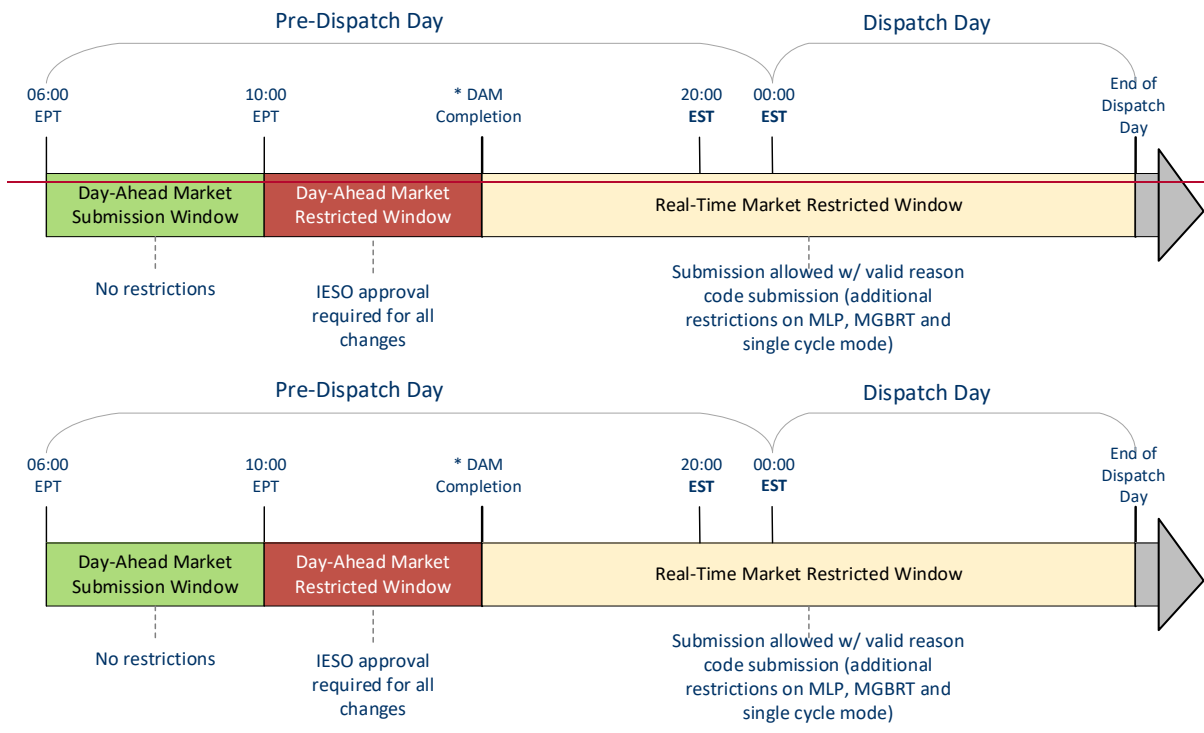 Pre-Dispatch Day
Dispatch Day
06:00
EPT
10:00
EPT
* DAM
Completion
20:00
EST
00:00
EST
End of
Dispatch
Day
Day-Ahead Market
Submission Window
Day-Ahead Market
Restricted Window
Real-Time Market Restricted Window
No restrictions
IESO approval
required for all
changes
Submission allowed w/ valid reason
code submission (additional
restrictions on MLP, MGBRT and
single cycle mode)
Pre-Dispatch Day
Dispatch Day
06:00
EPT
10:00
EPT
* DAM
Completion
20:00
EST
00:00
EST
End of
Dispatch
Day
Day-Ahead Market
Submission Window
Day-Ahead Market
Restricted Window
Real-Time Market Restricted Window
No restrictions
IESO approval
required for all
changes
Submission allowed w/ valid reason
code submission (additional
restrictions on MLP, MGBRT and
single cycle mode)